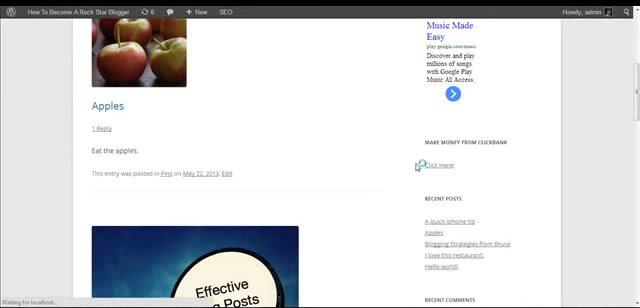 How To Become A Rock Star Blogger
6
New
SEO
Howdy, admin
Music Made
Easy
play.google.com/music
Discover and play
millions of songs
with Google Play
Music All Access.
Apples
1 Reply
Eat the apples.
This entry was posted in Pins on May 22, 2013. Edit
MAKE MONEY FROM CLICKBANK
Click Here!
RECENT POSTS
A quick iphone tip
Apples
Blogging Strategies from Bruce
I love this restaurant.
Hello world!
RECENT COMMENTS
Effective
Posts
Waiting for localhost...